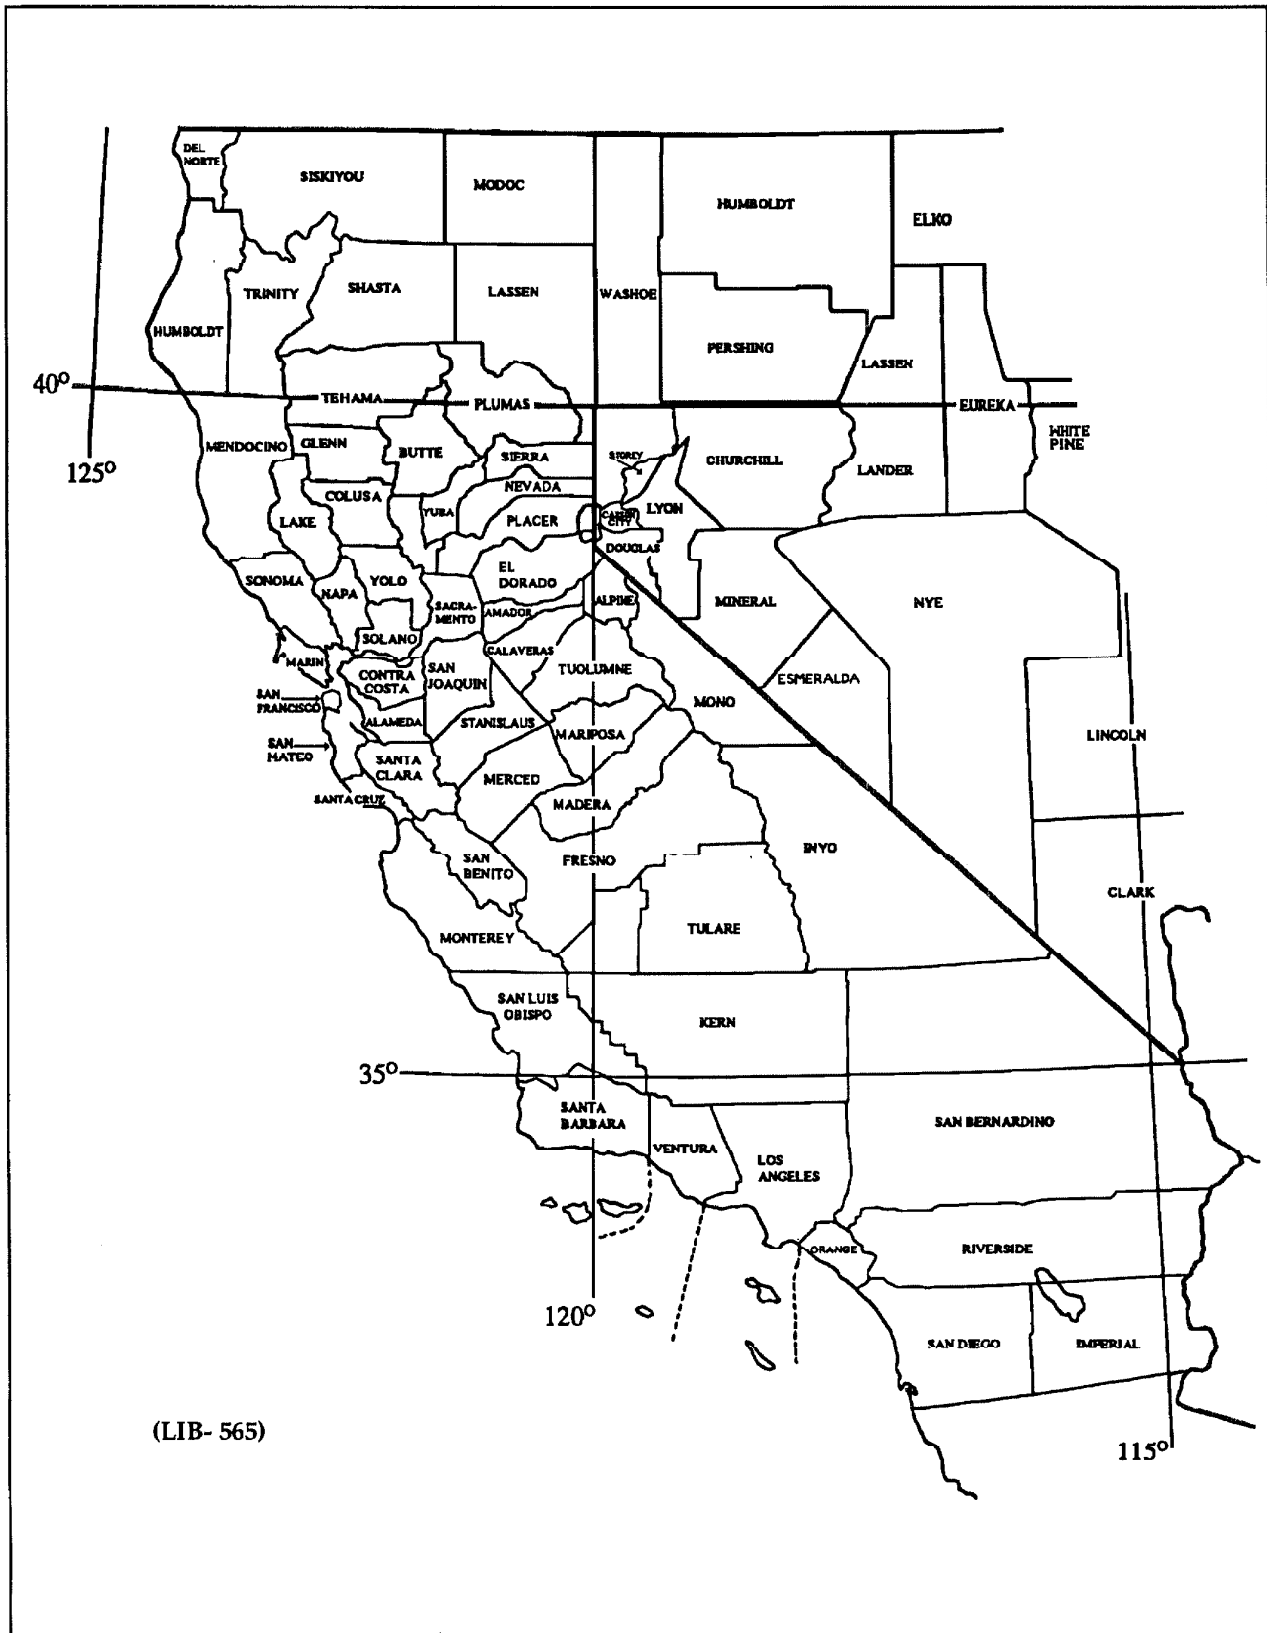 DEL
NORTE
SISKIYOU
MODOC
HUMBOLDT
ELKO
TRINITY
SHASTA
LASSEN
WASHOE
HUMBOLDT
PERSHING
LASSEN
40°
TEHAMA
PLUMAS
EUREKA
MENDOCINO
GLENN
BUTTE
SIERRA
STOREY
CHURCHILL
LANDER
WHITE
PINE
125°
COLUSA
NEVADA
YUBA
LAKE
PLACER
CARSON
CITY
LYON
DOUGLAS
SONOMA
NAPA
YOLO
EL
DORADO
SACRA-
MENTO
AMADOR
ALPINE
MINERAL
NYE
SOLANO
MARIN
CONTRA
COSTA
SAN
JOAQUIN
CALAVERAS
TUOLUMNE
ESMERALDA
SAN
FRANCISCO
ALAMEDA
STANISLAUS
MONO
MARIPOSA
LINCOLN
SAN
MATEO
SANTA
CLARA
MERCED
SANTA CRUZ
MADERA
SAN
BENITO
FRESNO
INYO
CLARK
MONTEREY
TULARE
SAN LUIS
OBISPO
KERN
35°
SANTA
BARBARA
VENTURA
LOS
ANGELES
SAN BERNARDINO
ORANGE
RIVERSIDE
120°
SAN DIEGO
IMPERIAL
(LIB- 565)
115°